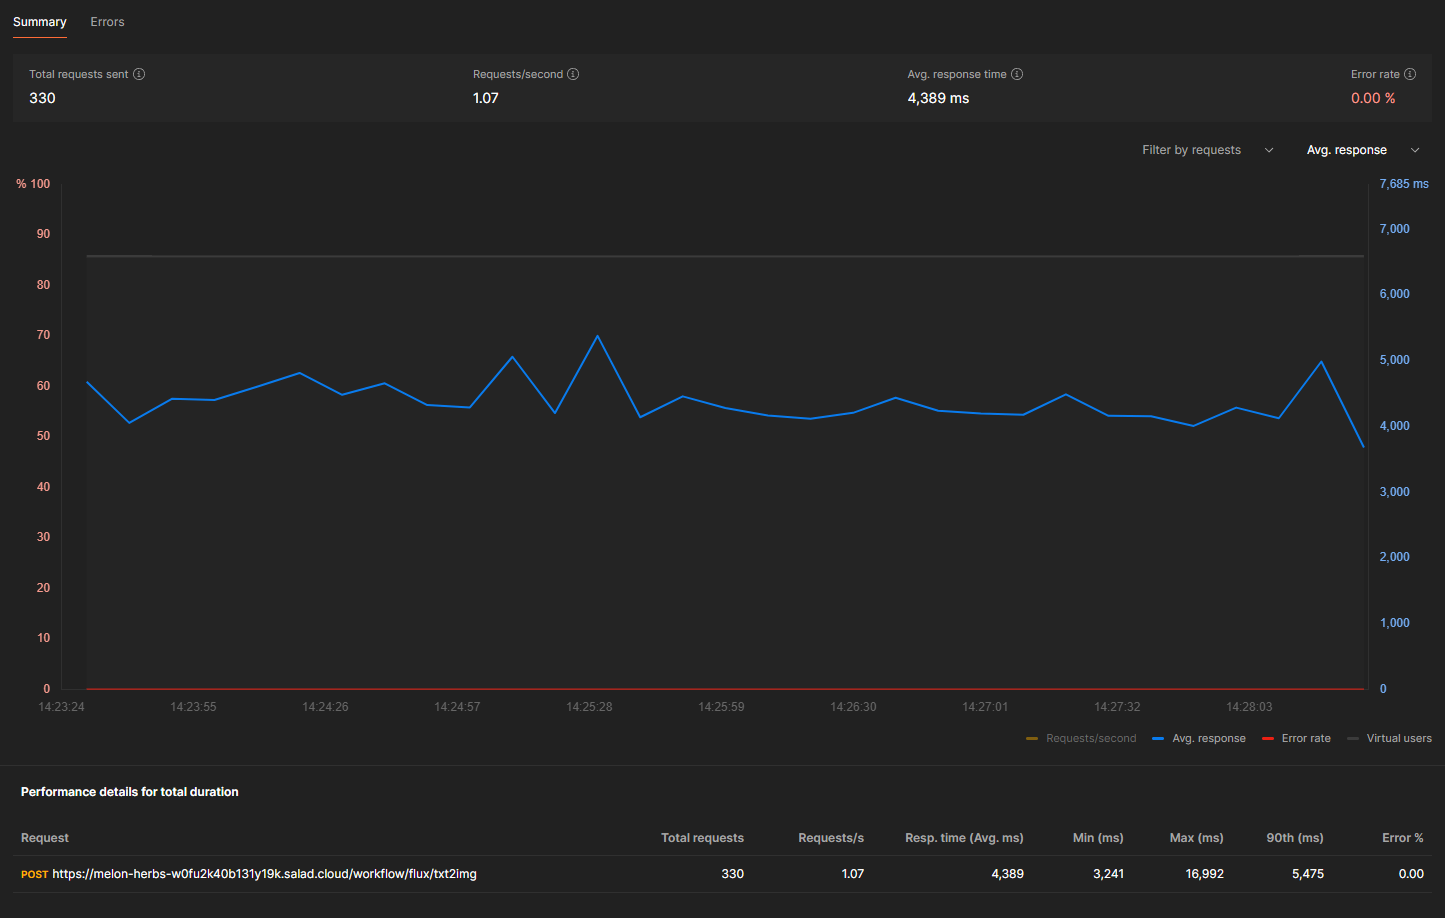 Summary Errors
Total requests sent Requests/second Avg. response time Error rate
330 1.07 4,389 ms 0.00 %
Filter by requests Avg. response
% 100 7,685 ms
90 7,000
80 6,000
70 5,000
60 4,000
50 3,000
40 2,000
30 1,000
20
10
0 0
14:23:24 14:23:55 14:24:26 14:24:57 14:25:28 14:25:59 14:26:30 14:27:01 14:27:32 14:28:03
Requests/second Avg. response Error rate Virtual users
Performance details for total duration
Request Total requests Requests/s Resp. time (Avg. ms) Min (ms) Max (ms) 90th (ms) Error %
POST https://melon-herbs-w0fu2k40b131y19k.salad.cloud/workflow/flux/txt2img 330 1.07 4,389 3,241 16,992 5,475 0.00